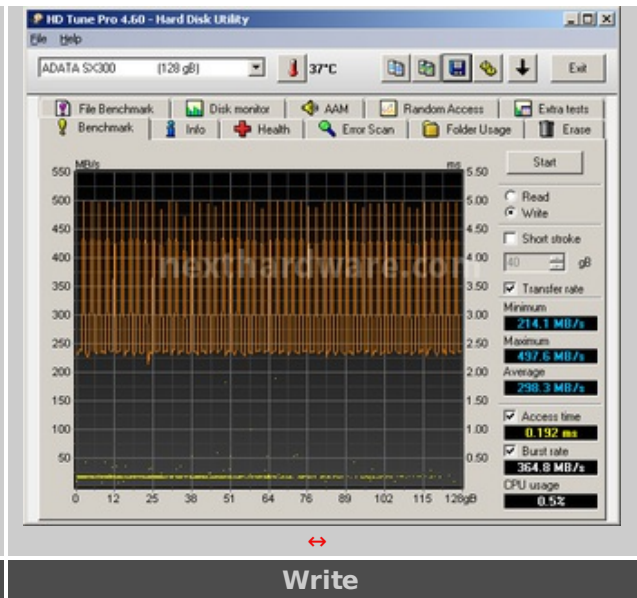 HD Tune Pro 4.60 - Hard Disk Utility
File Help
ADATA SX300 (128 gB) 37°C Exit
File Benchmark Disk monitor AAM Random Access Extra tests
Benchmark Info Health Error Scan Folder Usage Erase
Start
MB/s ms
550 5.50
500 5.00
450 4.50
400 4.00
350 3.50
300 3.00
250 2.50
200 2.00
150 1.50
100 1.00
50 0.50
0 12 25 38 51 64 76 89 102 115 128gB
nexthardware.com
Read
Write
Short stroke
40 gB
Transfer rate
Minimum
214.1 MB/s
Maximum
497.6 MB/s
Average
298.3 MB/s
Access time
0.192 ms
Burst rate
364.8 MB/s
CPU usage
0.5%
Write